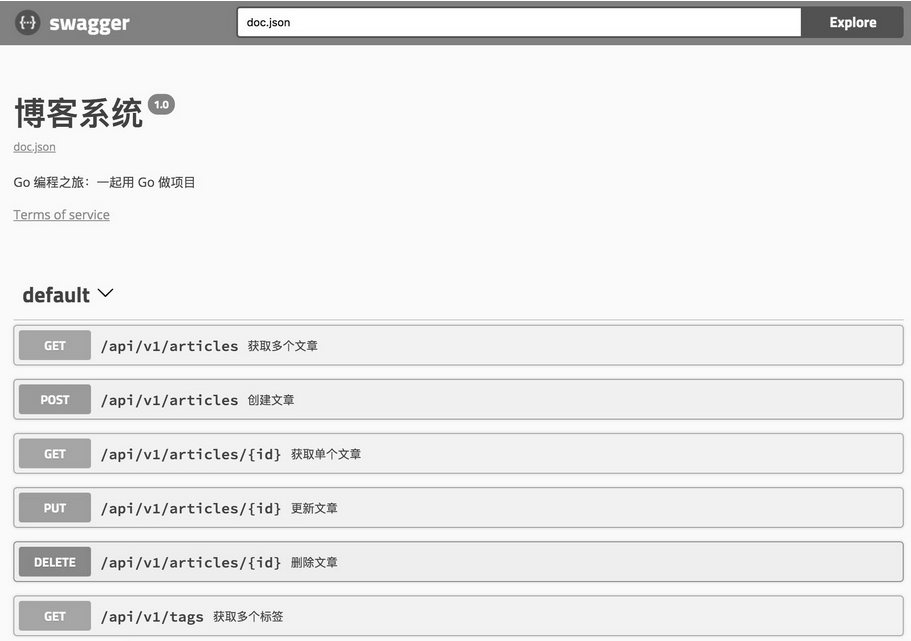 {··} swagger doc.json Explore
博客系统 1.0
doc.json
Go 编程之旅：一起用 Go 做项目
Terms of service
default
GET /api/v1/articles 获取多个文章
POST /api/v1/articles 创建文章
GET /api/v1/articles/{id} 获取单个文章
PUT /api/v1/articles/{id} 更新文章
DELETE /api/v1/articles/{id} 删除文章
GET /api/v1/tags 获取多个标签